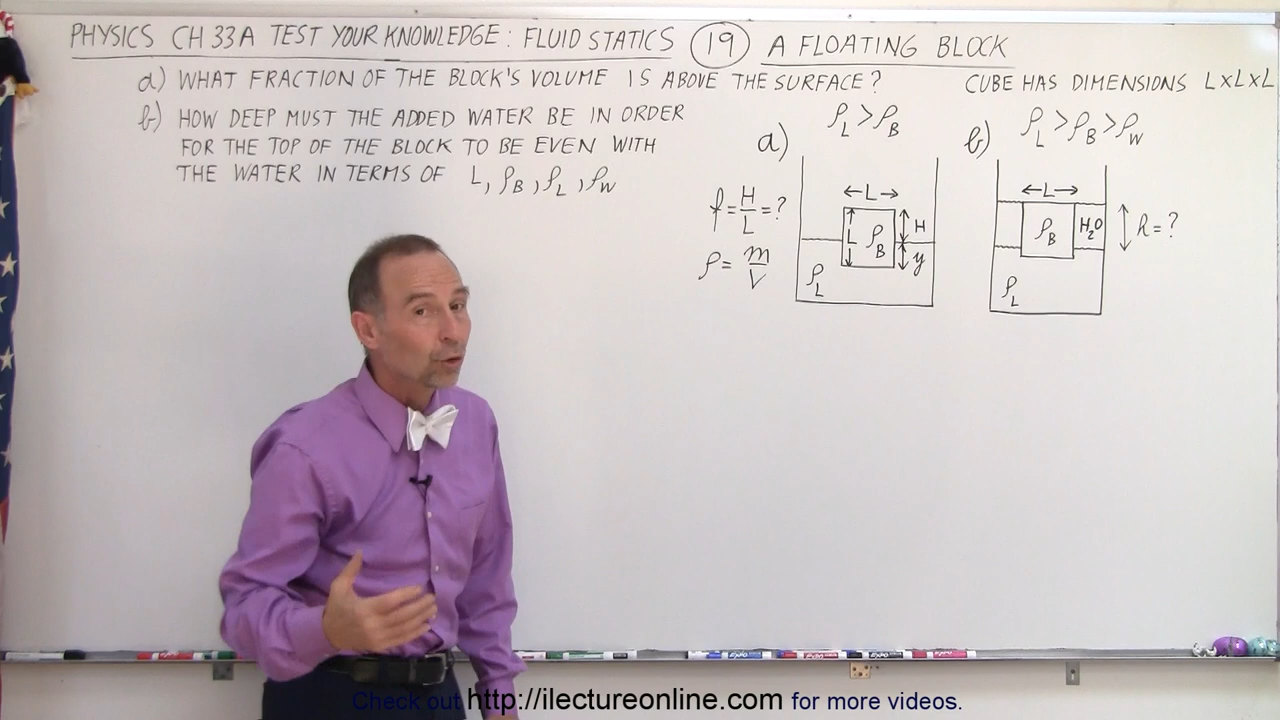 PHYSICS CH 33A TEST YOUR KNOWLEDGE: FLUID STATICS (19) A FLOATING BLOCK
a) WHAT FRACTION OF THE BLOCK'S VOLUME IS ABOVE THE SURFACE?
CUBE HAS DIMENSIONS L×L×L
b) HOW DEEP MUST THE ADDED WATER BE IN ORDER
FOR THE TOP OF THE BLOCK TO BE EVEN WITH
THE WATER IN TERMS OF L, ρB, ρL, ρW
a) ρL > ρB
f = H/L = ?
ρ = m/V
←L→
L
ρB
H
y
ρL
b) ρL > ρB > ρW
←L→
ρB
H2O
h = ?
ρL
EXPO
EXPO
EXPO
Check out http://ilectureonline.com for more videos.